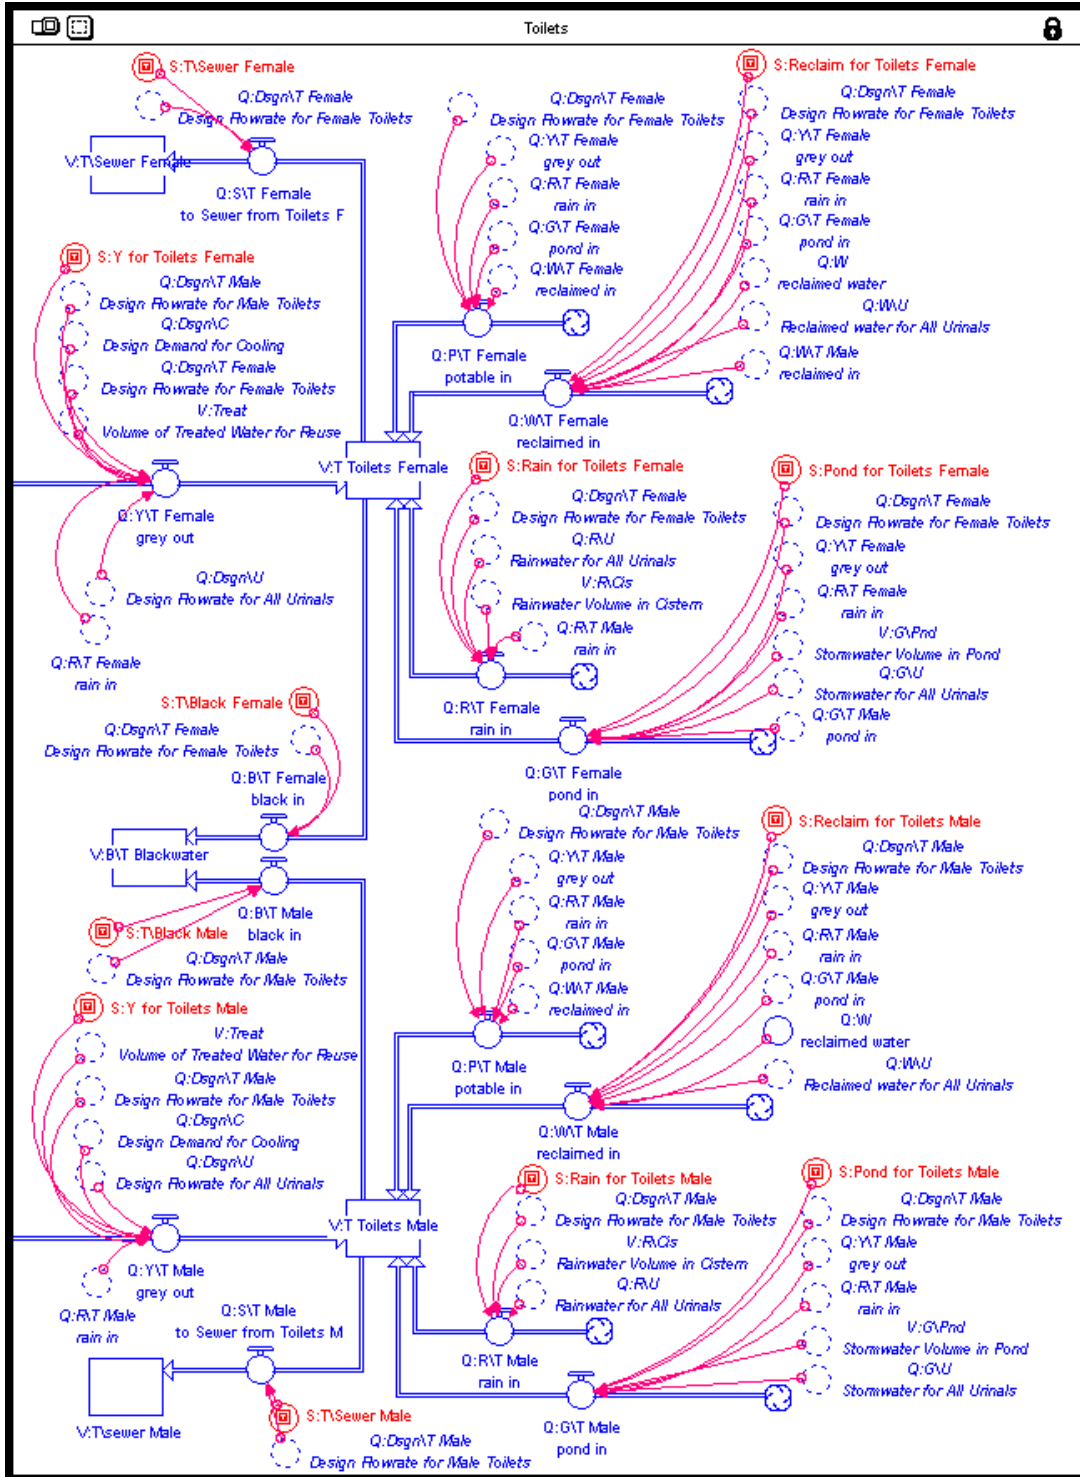 Toilets
S:T\Sewer Female
Q:Dsgn\T Female
Design Flowrate for Female Toilets
V:T\Sewer Female
Q:S\T Female
to Sewer from Toilets F
Q:Dsgn\T Female
Design Flowrate for Female Toilets
Q:Y\T Female
grey out
Q:R\T Female
rain in
Q:G\T Female
pond in
Q:W\T Female
reclaimed in
Q:P\T Female
potable in
S:Reclaim for Toilets Female
Q:Dsgn\T Female
Design Flowrate for Female Toilets
Q:Y\T Female
grey out
Q:R\T Female
rain in
Q:G\T Female
pond in
Q:W
reclaimed water
Q:W\U
Reclaimed water for All Urinals
Q:W\T Male
reclaimed in
Q:W\T Female
reclaimed in
S:Y for Toilets Female
Q:Dsgn\T Male
Design Flowrate for Male Toilets
Q:Dsgn\C
Design Demand for Cooling
Q:Dsgn\T Female
Design Flowrate for Female Toilets
V:Treat
Volume of Treated Water for Reuse
V:T Toilets Female
Q:Y\T Female
grey out
Q:Dsgn\U
Design Flowrate for All Urinals
Q:R\T Female
rain in
S:Rain for Toilets Female
Q:Dsgn\T Female
Design Flowrate for Female Toilets
Q:R\U
Rainwater for All Urinals
V:R\Cis
Rainwater Volume in Cistern
Q:R\T Male
rain in
Q:R\T Female
rain in
S:Pond for Toilets Female
Q:Dsgn\T Female
Design Flowrate for Female Toilets
Q:Y\T Female
grey out
Q:R\T Female
rain in
V:G\Pnd
Stormwater Volume in Pond
Q:G\U
Stormwater for All Urinals
Q:G\T Male
pond in
Q:G\T Female
pond in
S:T\Black Female
Q:Dsgn\T Female
Design Flowrate for Female Toilets
Q:B\T Female
black in
V:B\T Blackwater
Q:B\T Male
black in
S:T\Black Male
Q:Dsgn\T Male
Design Flowrate for Male Toilets
Q:Dsgn\T Male
Design Flowrate for Male Toilets
Q:Y\T Male
grey out
Q:R\T Male
rain in
Q:G\T Male
pond in
Q:W\T Male
reclaimed in
Q:P\T Male
potable in
S:Reclaim for Toilets Male
Q:Dsgn\T Male
Design Flowrate for Male Toilets
Q:Y\T Male
grey out
Q:R\T Male
rain in
Q:G\T Male
pond in
Q:W
reclaimed water
Q:W\U
Reclaimed water for All Urinals
Q:W\T Male
reclaimed in
S:Y for Toilets Male
V:Treat
Volume of Treated Water for Reuse
Q:Dsgn\T Male
Design Flowrate for Male Toilets
Q:Dsgn\C
Design Demand for Cooling
Q:Dsgn\U
Design Flowrate for All Urinals
V:T Toilets Male
Q:Y\T Male
grey out
Q:R\T Male
rain in
Q:S\T Male
to Sewer from Toilets M
V:T\sewer Male
S:T\Sewer Male
Q:Dsgn\T Male
Design Flowrate for Male Toilets
S:Rain for Toilets Male
Q:Dsgn\T Male
Design Flowrate for Male Toilets
V:R\Cis
Rainwater Volume in Cistern
Q:R\U
Rainwater for All Urinals
Q:R\T Male
rain in
S:Pond for Toilets Male
Q:Dsgn\T Male
Design Flowrate for Male Toilets
Q:Y\T Male
grey out
Q:R\T Male
rain in
V:G\Pnd
Stormwater Volume in Pond
Q:G\U
Stormwater for All Urinals
Q:G\T Male
pond in